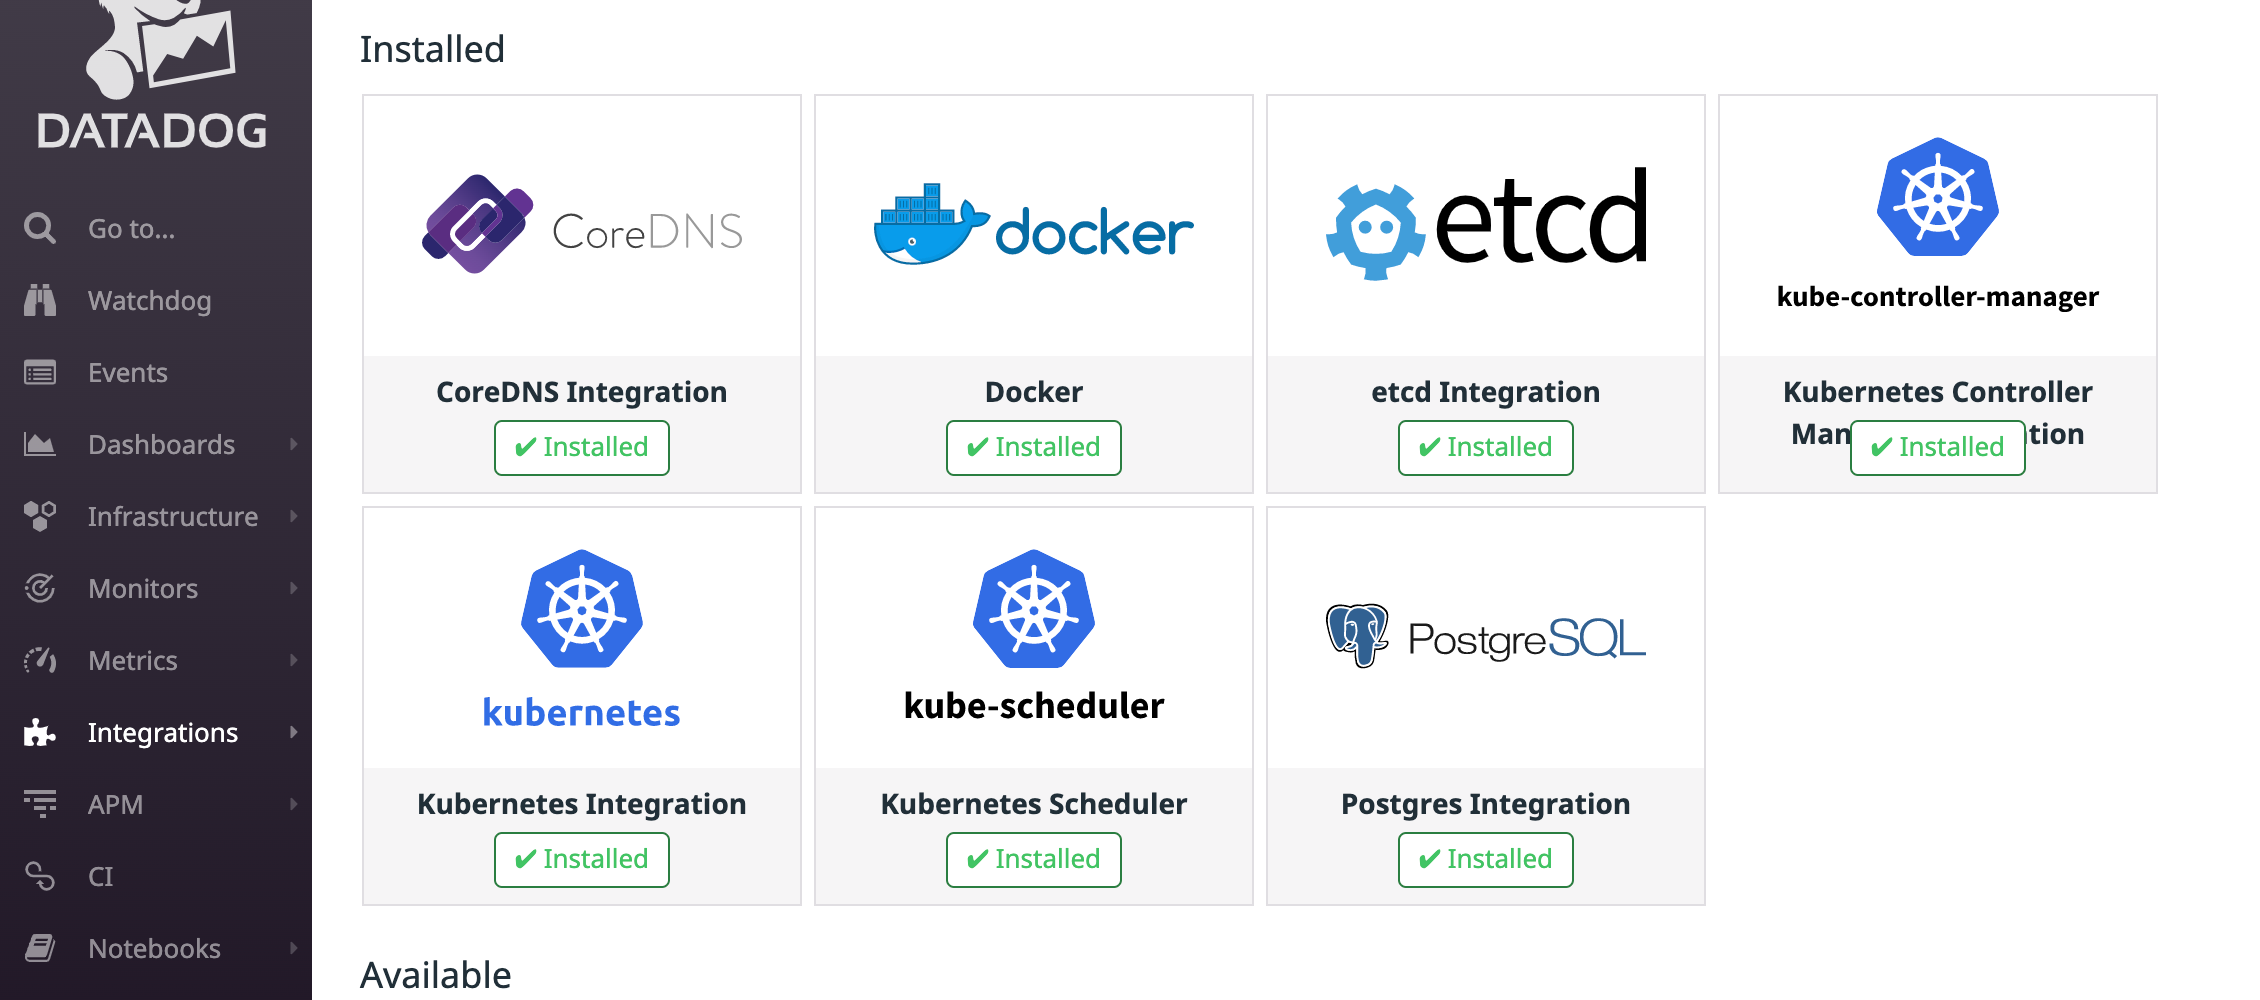 DATADOG
Go to...
Watchdog
Events
Dashboards
Infrastructure
Monitors
Metrics
Integrations
APM
CI
Notebooks
Installed
CoreDNS
CoreDNS Integration
✔ Installed
docker
Docker
✔ Installed
etcd
etcd Integration
✔ Installed
kube-controller-manager
Kubernetes Controller
✔ Installed
kubernetes
Kubernetes Integration
✔ Installed
kube-scheduler
Kubernetes Scheduler
✔ Installed
PostgreSQL
Postgres Integration
✔ Installed
Available